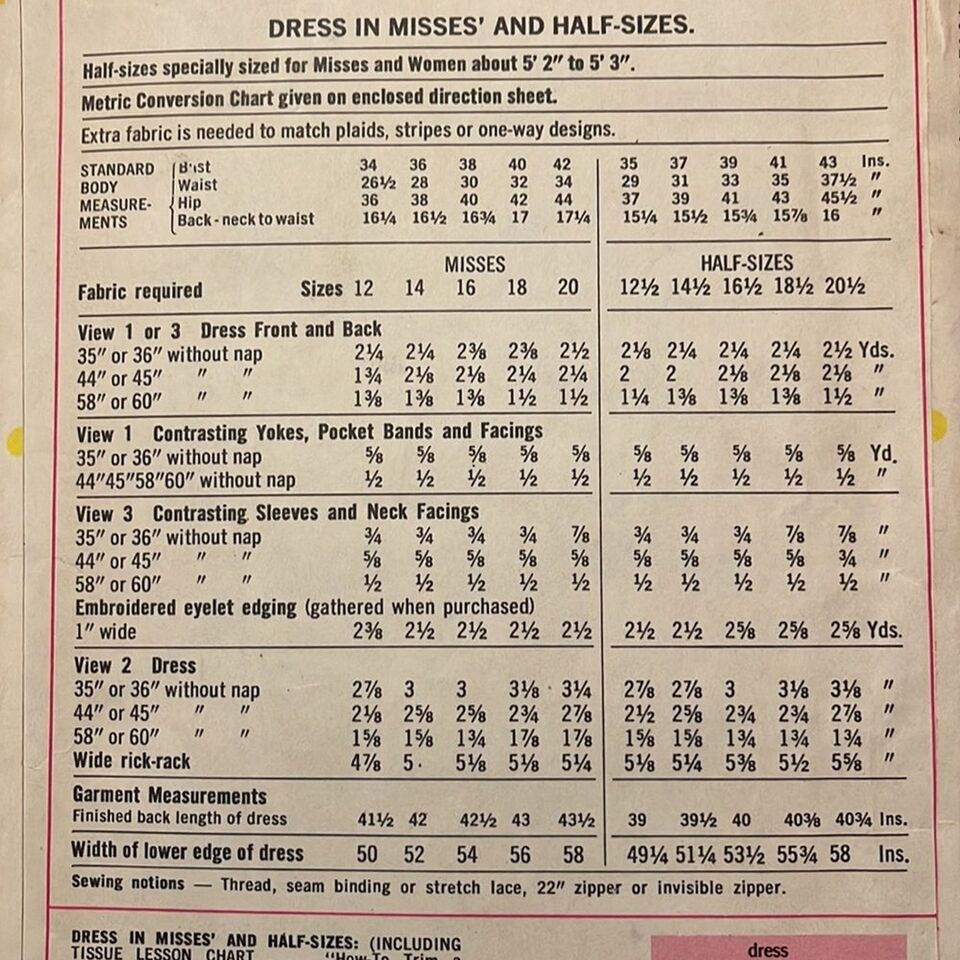 DRESS IN MISSES' AND HALF-SIZES.
Half-sizes specially sized for Misses and Women about 5' 2" to 5' 3".
Metric Conversion Chart given on enclosed direction sheet.
Extra fabric is needed to match plaids, stripes or one-way designs.
STANDARD Bust 34 36 38 40 42 35 37 39 41 43 Ins.
BODY Waist 26½ 28 30 32 34 29 31 33 35 37½ "
MEASURE- Hip 36 38 40 42 44 37 39 41 43 45½ "
MENTS Back - neck to waist 16¼ 16½ 16¾ 17 17¼ 15¼ 15½ 15¾ 15⅞ 16 "
MISSES HALF-SIZES
Fabric required Sizes 12 14 16 18 20 12½ 14½ 16½ 18½ 20½
View 1 or 3 Dress Front and Back
35" or 36" without nap 2¼ 2¼ 2⅜ 2⅜ 2½ 2⅛ 2¼ 2¼ 2¼ 2½ Yds.
44" or 45" " " 1¾ 2⅛ 2⅛ 2¼ 2¼ 2 2 2⅛ 2⅛ 2⅛ "
58" or 60" " " 1⅜ 1⅜ 1⅜ 1½ 1½ 1¼ 1⅜ 1⅜ 1⅜ 1½ "
View 1 Contrasting Yokes, Pocket Bands and Facings
35" or 36" without nap ⅝ ⅝ ⅝ ⅝ ⅝ ⅝ ⅝ ⅝ ⅝ ⅝ Yd.
44"45"58"60" without nap ½ ½ ½ ½ ½ ½ ½ ½ ½ ½ "
View 3 Contrasting Sleeves and Neck Facings
35" or 36" without nap ¾ ¾ ¾ ¾ ⅞ ¾ ¾ ¾ ⅞ ⅞ "
44" or 45" " " ⅝ ⅝ ⅝ ⅝ ⅝ ⅝ ⅝ ⅝ ⅝ ¾ "
58" or 60" " " ½ ½ ½ ½ ½ ½ ½ ½ ½ ½ "
Embroidered eyelet edging (gathered when purchased)
1" wide 2⅜ 2½ 2½ 2½ 2½ 2½ 2½ 2⅝ 2⅝ 2⅝ Yds.
View 2 Dress
35" or 36" without nap 2⅞ 3 3 3⅛ 3¼ 2⅞ 2⅞ 3 3⅛ 3⅛ "
44" or 45" " " 2⅛ 2⅝ 2⅝ 2¾ 2⅞ 2½ 2⅝ 2¾ 2¾ 2⅞ "
58" or 60" " " 1⅝ 1⅝ 1¾ 1⅞ 1⅞ 1⅝ 1⅝ 1¾ 1¾ 1¾ "
Wide rick-rack 4⅞ 5 5⅛ 5⅛ 5¼ 5⅛ 5¼ 5⅜ 5½ 5⅝ "
Garment Measurements
Finished back length of dress 41½ 42 42½ 43 43½ 39 39½ 40 40⅜ 40¾ Ins.
Width of lower edge of dress 50 52 54 56 58 49¼ 51¼ 53½ 55¾ 58 Ins.
Sewing notions — Thread, seam binding or stretch lace, 22" zipper or invisible zipper.
DRESS IN MISSES' AND HALF-SIZES: (INCLUDING
TISSUE LESSON CHART "How-To Trim a
dress